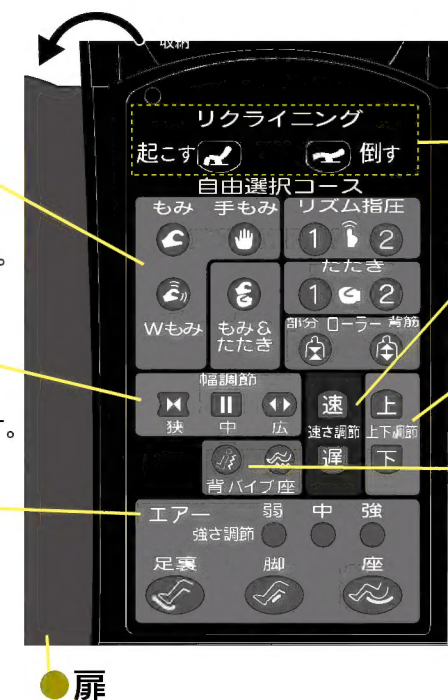 収納
リクライニング
起こす 倒す
自由選択コース
もみ 手もみ リズム指圧
1 2
たたき
1 2
Wもみ もみ&
たたき
部分 ローラー 背筋
幅調節
狭 中 広
速 上
速さ調節 上下調節
遅 下
背 バイブ 座
エアー 弱 中 強
強さ調節
足裏 脚 座
。
。
扉